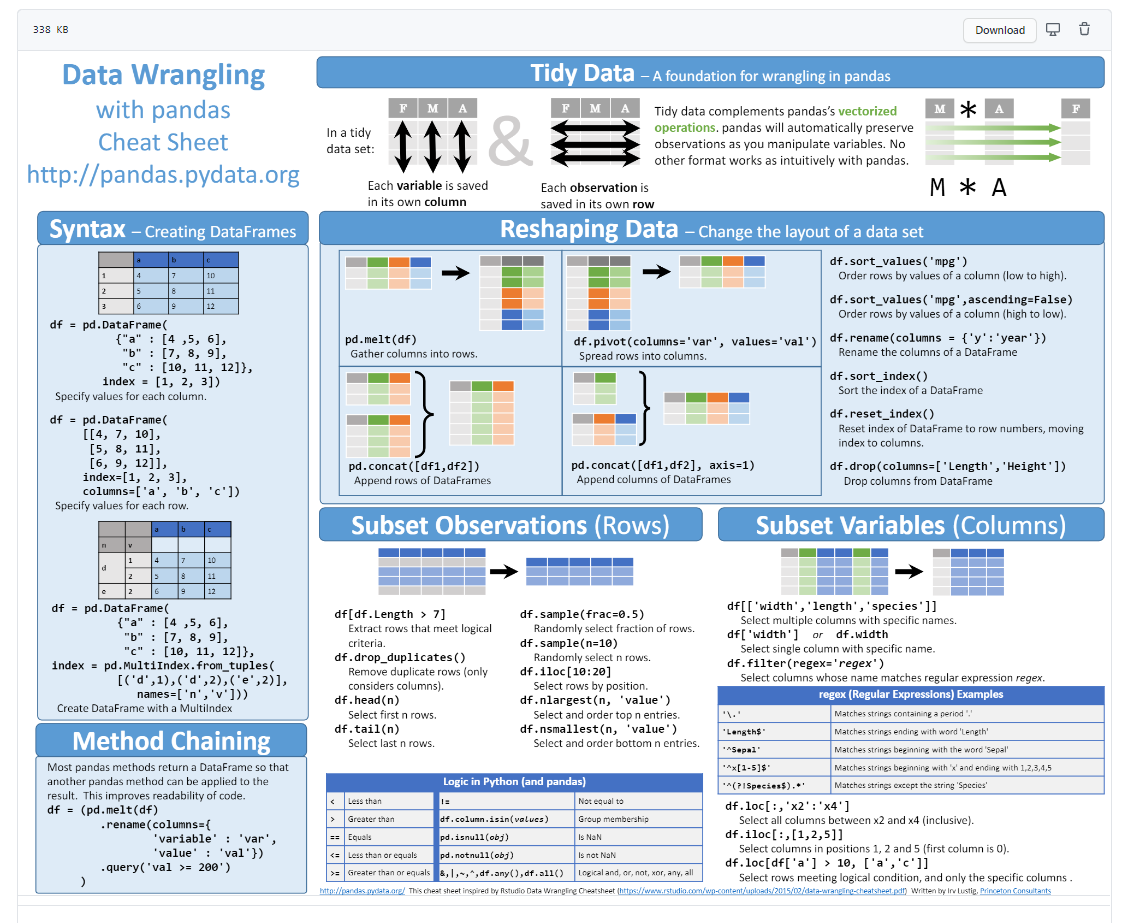 338 KB
Download
Data Wrangling
with pandas
Cheat Sheet
http://pandas.pydata.org
Tidy Data – A foundation for wrangling in pandas
F M A
In a tidy
data set:
Each variable is saved
in its own column
&
F M A
Each observation is
saved in its own row
Tidy data complements pandas's vectorized
operations. pandas will automatically preserve
observations as you manipulate variables. No
other format works as intuitively with pandas.
M * A F
M * A
Syntax – Creating DataFrames
a b c
1 4 7 10
2 5 8 11
3 6 9 12
df = pd.DataFrame(
{"a" : [4 ,5, 6],
"b" : [7, 8, 9],
"c" : [10, 11, 12]},
index = [1, 2, 3])
Specify values for each column.
df = pd.DataFrame(
[[4, 7, 10],
[5, 8, 11],
[6, 9, 12]],
index=[1, 2, 3],
columns=['a', 'b', 'c'])
Specify values for each row.
a b c
n v
d 1 4 7 10
2 5 8 11
e 2 6 9 12
df = pd.DataFrame(
{"a" : [4 ,5, 6],
"b" : [7, 8, 9],
"c" : [10, 11, 12]},
index = pd.MultiIndex.from_tuples(
[('d',1),('d',2),('e',2)],
names=['n','v']))
Create DataFrame with a MultiIndex
Method Chaining
Most pandas methods return a DataFrame so that
another pandas method can be applied to the
result. This improves readability of code.
df = (pd.melt(df)
.rename(columns={
'variable' : 'var',
'value' : 'val'})
.query('val >= 200')
)
Reshaping Data – Change the layout of a data set
pd.melt(df)
Gather columns into rows.
df.pivot(columns='var', values='val')
Spread rows into columns.
pd.concat([df1,df2])
Append rows of DataFrames
pd.concat([df1,df2], axis=1)
Append columns of DataFrames
df.sort_values('mpg')
Order rows by values of a column (low to high).
df.sort_values('mpg',ascending=False)
Order rows by values of a column (high to low).
df.rename(columns = {'y':'year'})
Rename the columns of a DataFrame
df.sort_index()
Sort the index of a DataFrame
df.reset_index()
Reset index of DataFrame to row numbers, moving
index to columns.
df.drop(columns=['Length','Height'])
Drop columns from DataFrame
Subset Observations (Rows)
df[df.Length > 7]
Extract rows that meet logical
criteria.
df.drop_duplicates()
Remove duplicate rows (only
considers columns).
df.head(n)
Select first n rows.
df.tail(n)
Select last n rows.
df.sample(frac=0.5)
Randomly select fraction of rows.
df.sample(n=10)
Randomly select n rows.
df.iloc[10:20]
Select rows by position.
df.nlargest(n, 'value')
Select and order top n entries.
df.nsmallest(n, 'value')
Select and order bottom n entries.
Logic in Python (and pandas)
< Less than != Not equal to
> Greater than df.column.isin(values) Group membership
== Equals pd.isnull(obj) Is NaN
<= Less than or equals pd.notnull(obj) Is not NaN
>= Greater than or equals &,|,~,^,df.any(),df.all() Logical and, or, not, xor, any, all
Subset Variables (Columns)
df[['width','length','species']]
Select multiple columns with specific names.
df['width'] or df.width
Select single column with specific name.
df.filter(regex='regex')
Select columns whose name matches regular expression regex.
regex (Regular Expressions) Examples
'\.' Matches strings containing a period '.'
'Length$' Matches strings ending with word 'Length'
'^Sepal' Matches strings beginning with the word 'Sepal'
'^x[1-5]$' Matches strings beginning with 'x' and ending with 1,2,3,4,5
'^(?!Species$).*' Matches strings except the string 'Species'
df.loc[:,'x2':'x4']
Select all columns between x2 and x4 (inclusive).
df.iloc[:,[1,2,5]]
Select columns in positions 1, 2 and 5 (first column is 0).
df.loc[df['a'] > 10, ['a','c']]
Select rows meeting logical condition, and only the specific columns .
http://pandas.pydata.org/ This cheat sheet inspired by Rstudio Data Wrangling Cheatsheet (https://www.rstudio.com/wp-content/uploads/2015/02/data-wrangling-cheatsheet.pdf) Written by Irv Lustig, Princeton Consultants